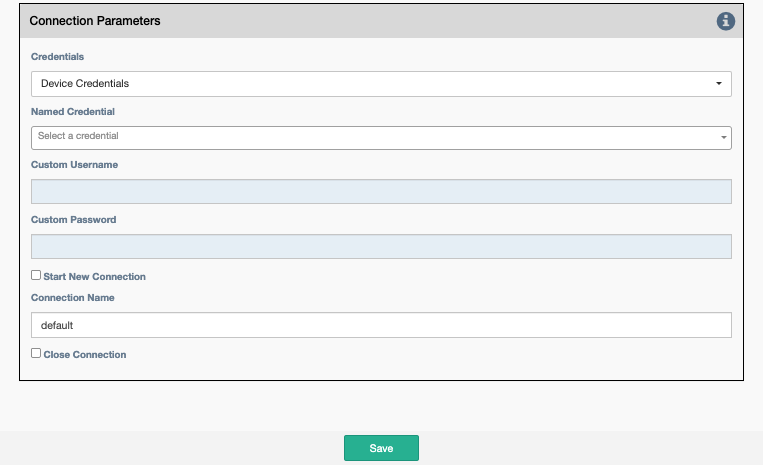 Connection Parameters
Credentials
Device Credentials
Named Credential
Select a credential
Custom Username
Custom Password
Start New Connection
Connection Name
default
Close Connection
Save